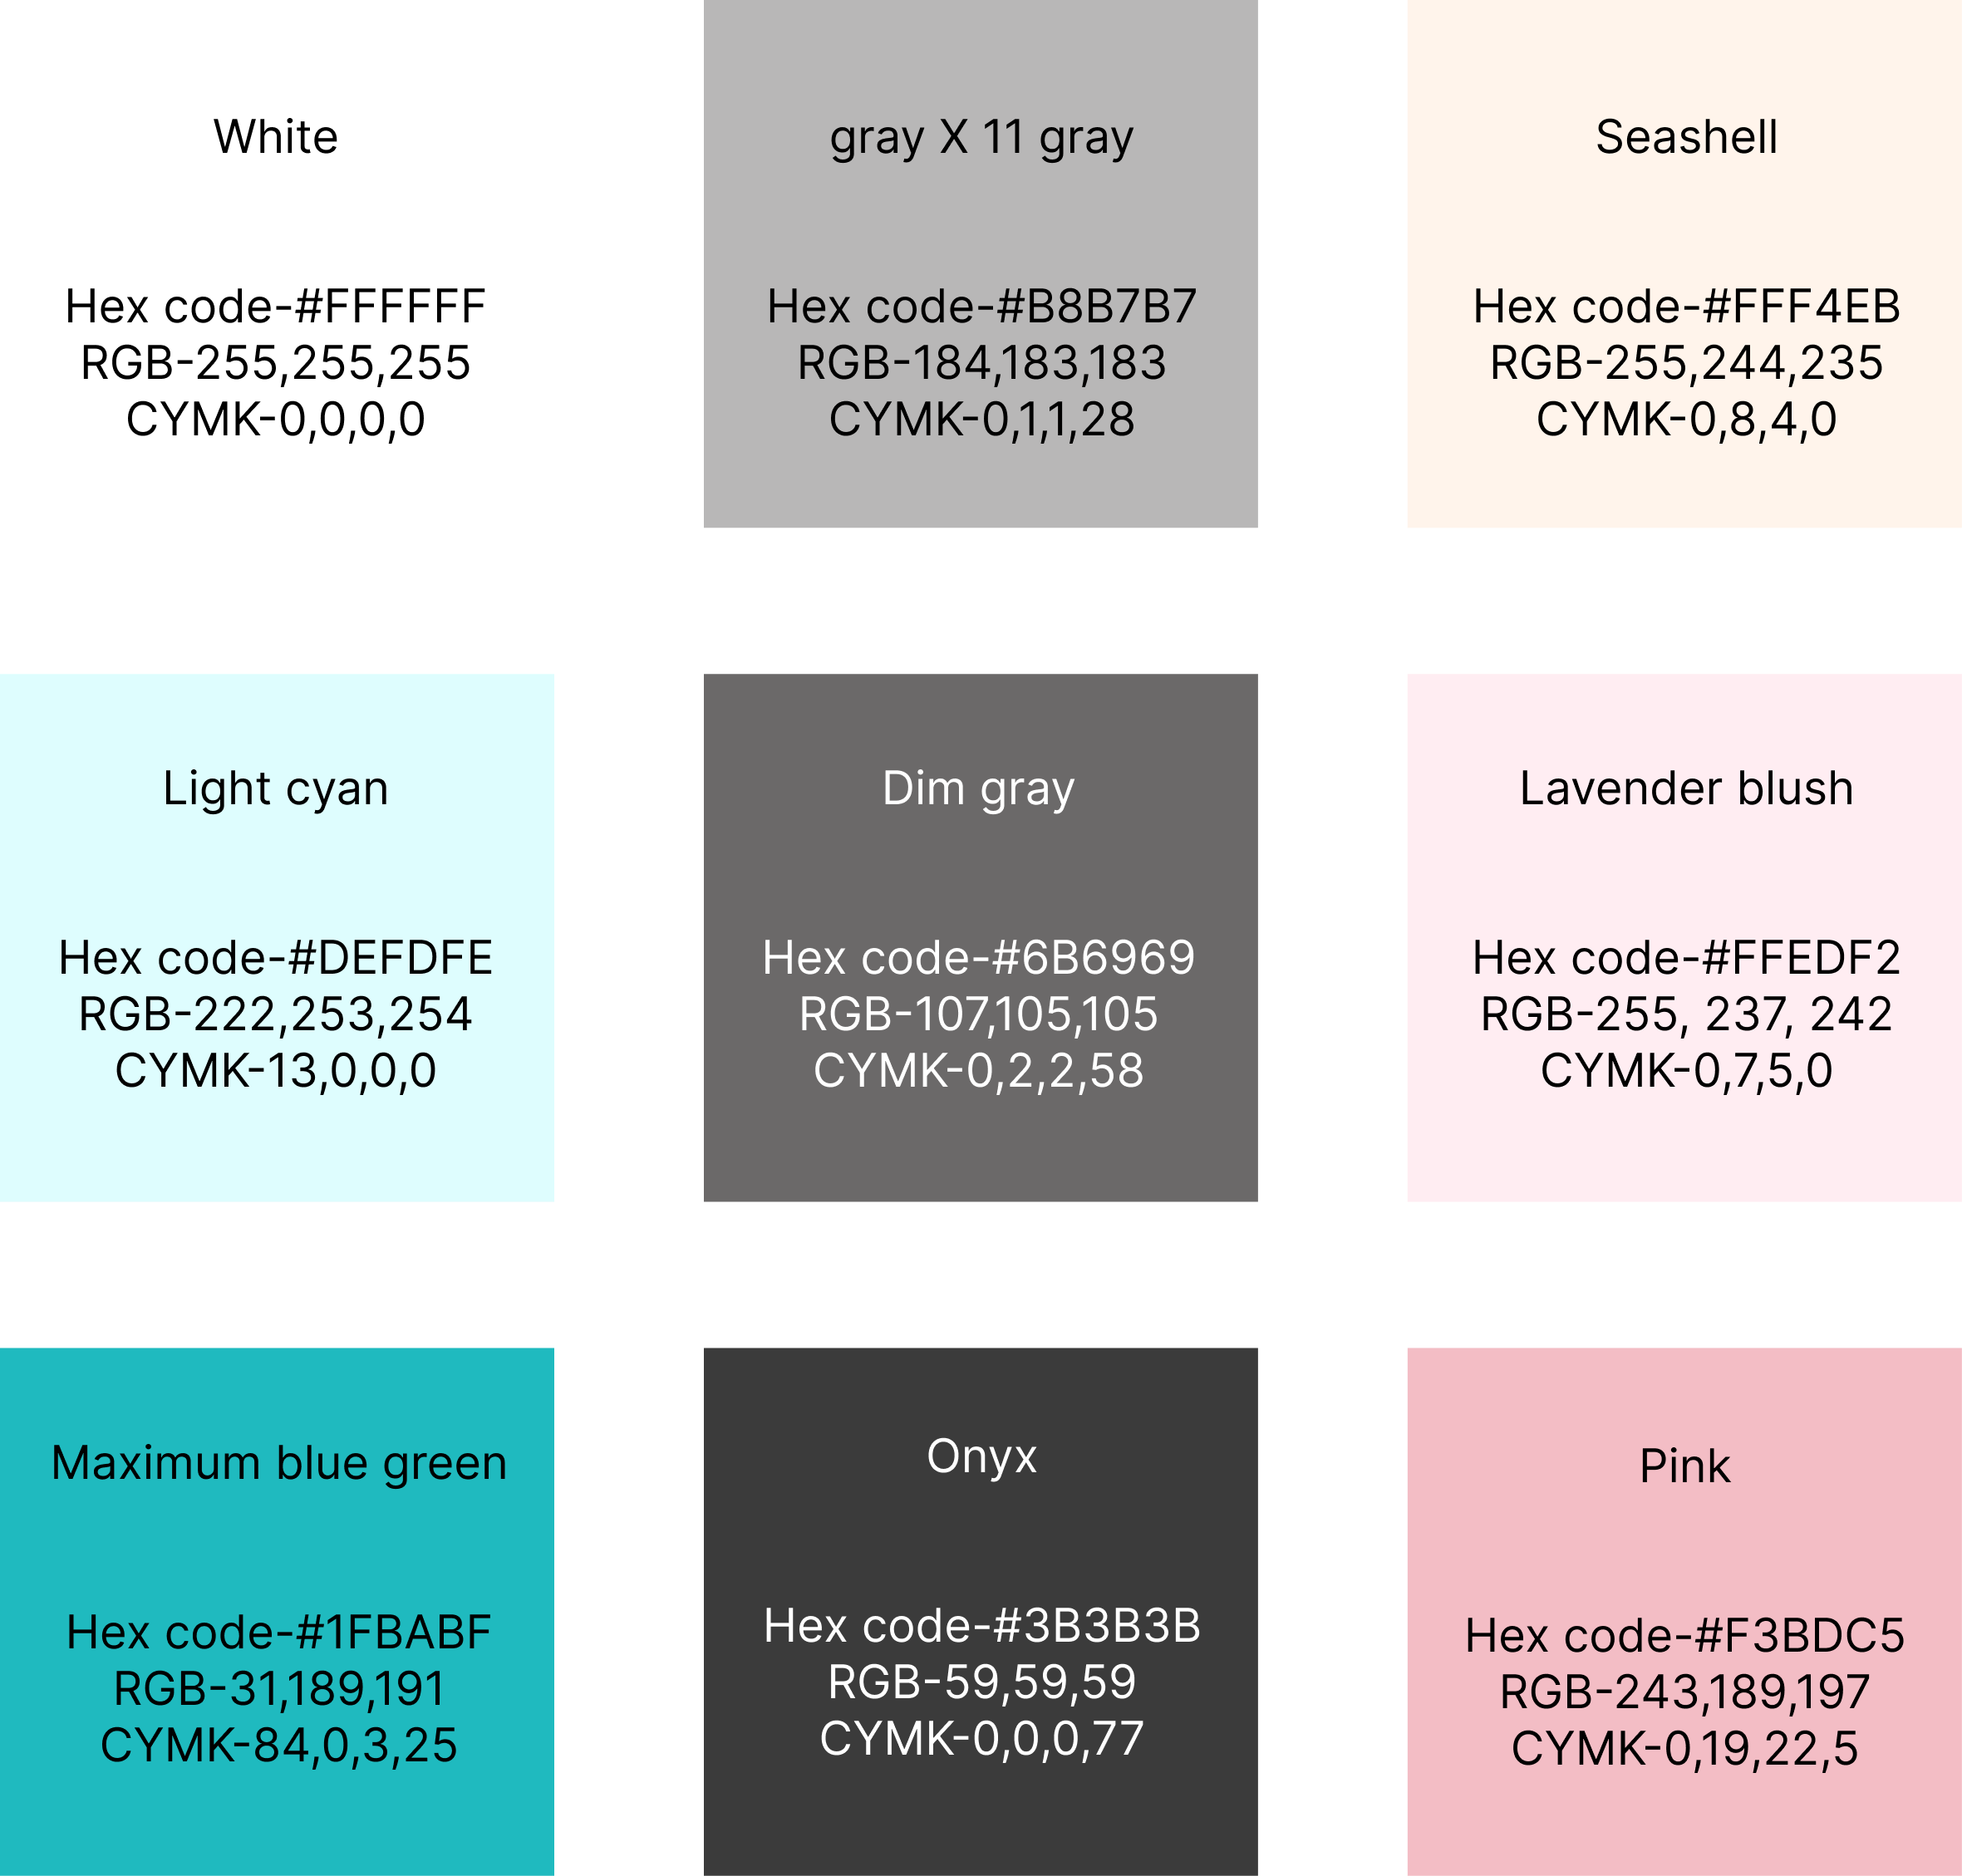 White
Hex code-#FFFFFF
RGB-255,255,255
CYMK-0,0,0,0
gray X 11 gray
Hex code-#B8B7B7
RGB-184,183,183
CYMK-0,1,1,28
Seashell
Hex code-#FFF4EB
RGB-255,244,235
CYMK-0,8,4,0
Light cyan
Hex code-#DEFDFE
RGB-222,253,254
CYMK-13,0,0,0
Dim gray
Hex code-#6B6969
RGB-107,105,105
CYMK-0,2,2,58
Lavender blush
Hex code-#FFEDF2
RGB-255, 237, 242
CYMK-0,7,5,0
Maximum blue green
Hex code-#1FBABF
RGB-31,189,191
CYMK-84,0,3,25
Onyx
Hex code-#3B3B3B
RGB-59,59,59
CYMK-0,0,0,77
Pink
Hex code-#F3BDC5
RGB-243,189,197
CYMK-0,19,22,5